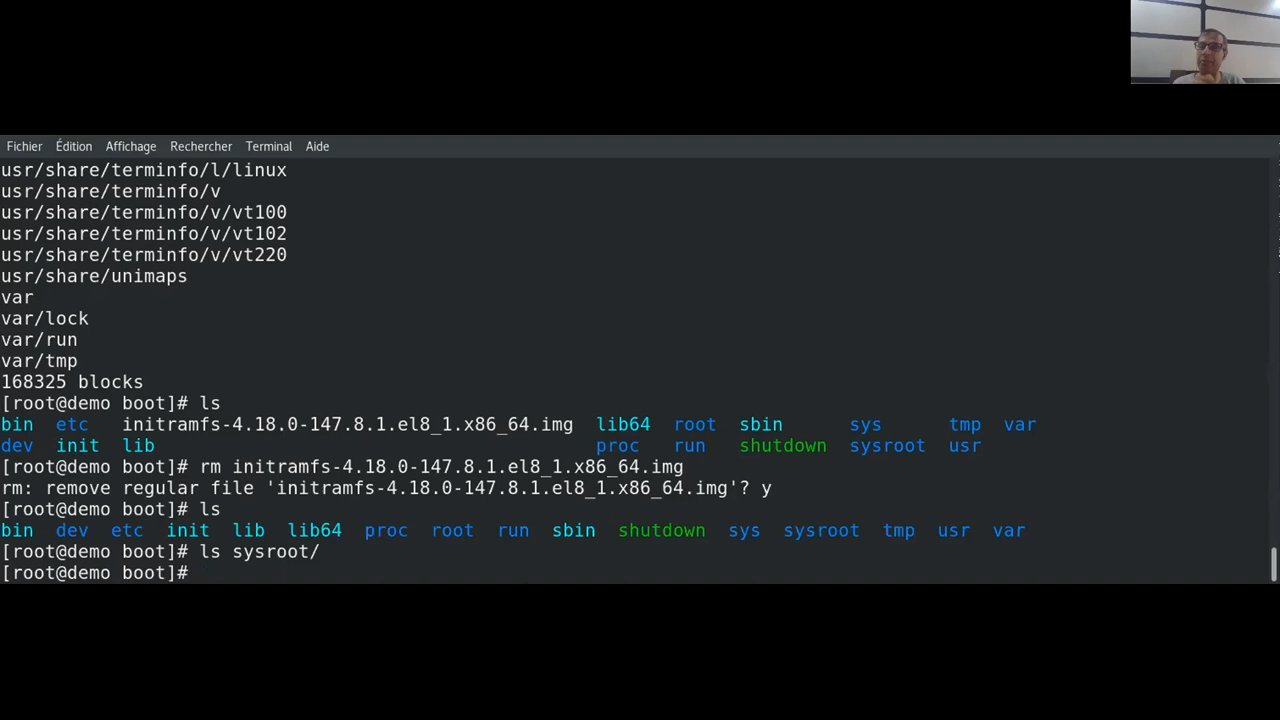 Fichier Édition Affichage Rechercher Terminal Aide
usr/share/terminfo/l/linux
usr/share/terminfo/v
usr/share/terminfo/v/vt100
usr/share/terminfo/v/vt102
usr/share/terminfo/v/vt220
usr/share/unimaps
var
var/lock
var/run
var/tmp
168325 blocks
[root@demo boot]# ls
bin etc initramfs-4.18.0-147.8.1.el8_1.x86_64.img lib64 root sbin sys tmp var
dev init lib proc run shutdown sysroot usr
[root@demo boot]# rm initramfs-4.18.0-147.8.1.el8_1.x86_64.img
rm: remove regular file 'initramfs-4.18.0-147.8.1.el8_1.x86_64.img'? y
[root@demo boot]# ls
bin dev etc init lib lib64 proc root run sbin shutdown sys sysroot tmp usr var
[root@demo boot]# ls sysroot/
[root@demo boot]#